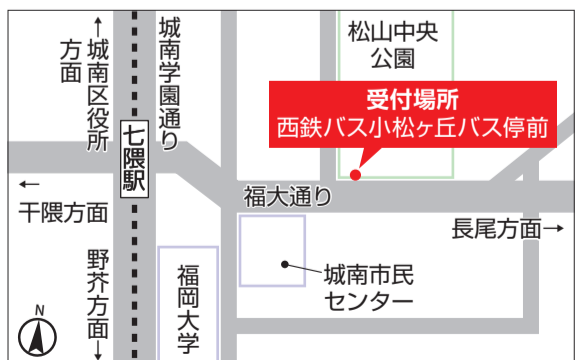 ↑城南区役所
方面
城南学園通り
松山中央
公園
受付場所
西鉄バス小松ヶ丘バス停前
七隈駅
←
干隈方面
福大通り
長尾方面→
野芥方面↓
福岡大学
城南市民
センター
N